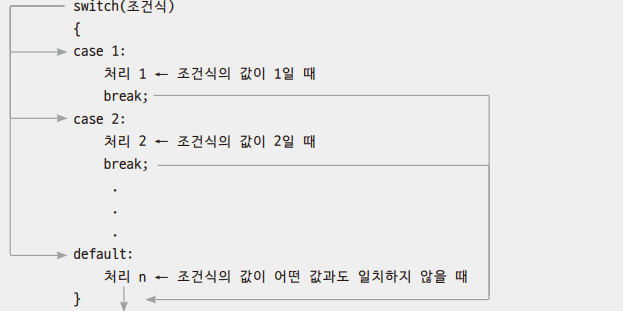 switch(조건식)
{
case 1:
처리 1 ← 조건식의 값이 1일 때
break;
case 2:
처리 2 ← 조건식의 값이 2일 때
break;
.
.
.
default:
처리 n ← 조건식의 값이 어떤 값과도 일치하지 않을 때
}